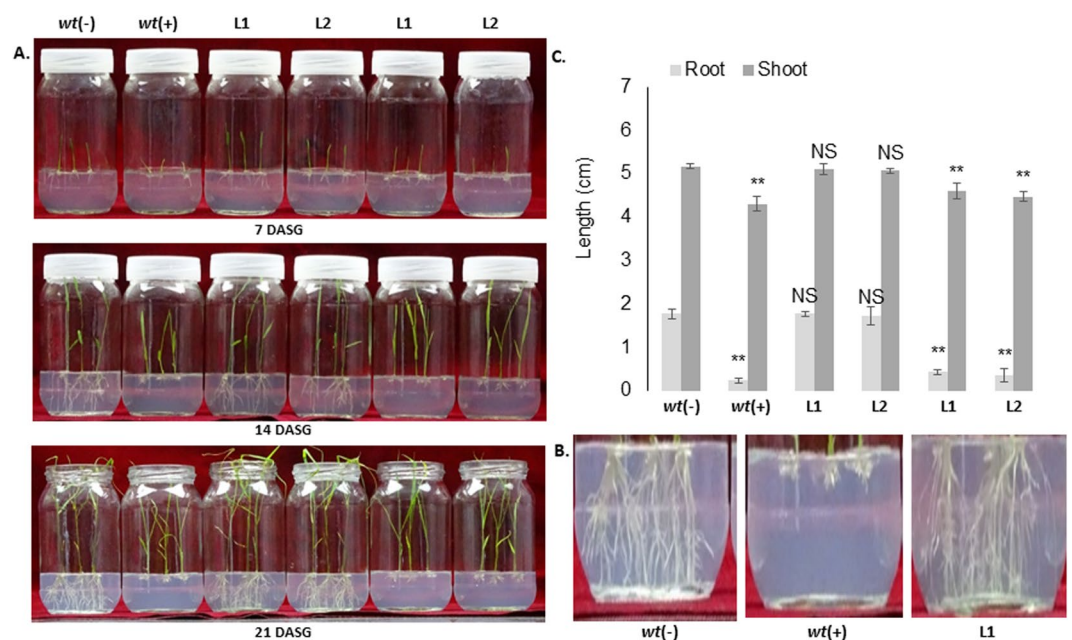 wt(-) wt(+) L1 L2 L1 L2
A.
7 DASG
14 DASG
21 DASG
C.
Root Shoot
Length (cm)
7
6
5
4
3
2
1
0
NS NS
** ** **
NS NS
** ** **
wt(-) wt(+) L1 L2 L1 L2
B.
wt(-) wt(+) L1